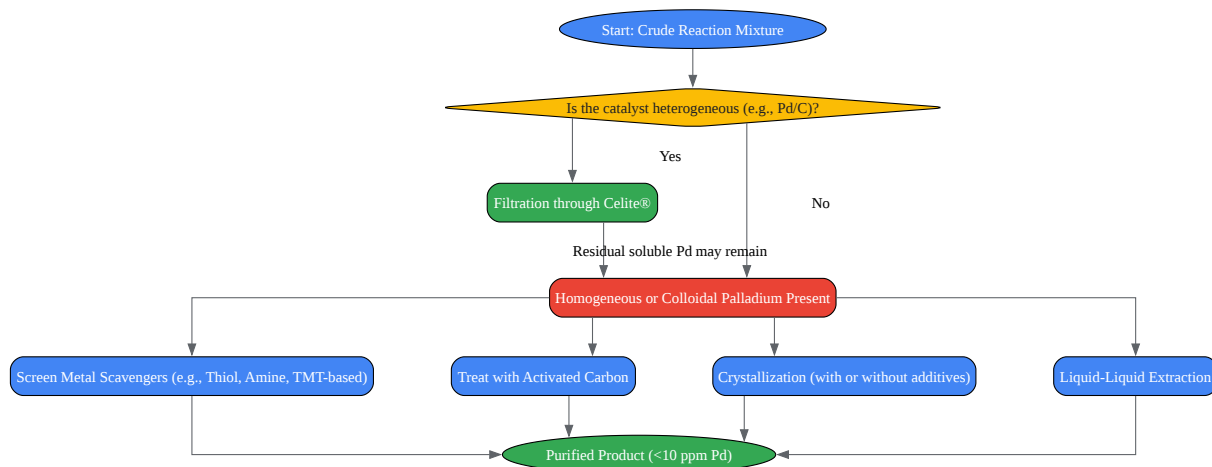 Start: Crude Reaction Mixture
Is the catalyst heterogeneous (e.g., Pd/C)?
Yes
Filtration through Celite®
No
Residual soluble Pd may remain
Homogeneous or Colloidal Palladium Present
Screen Metal Scavengers (e.g., Thiol, Amine, TMT-based)
Treat with Activated Carbon
Crystallization (with or without additives)
Liquid-Liquid Extraction
Purified Product (<10 ppm Pd)